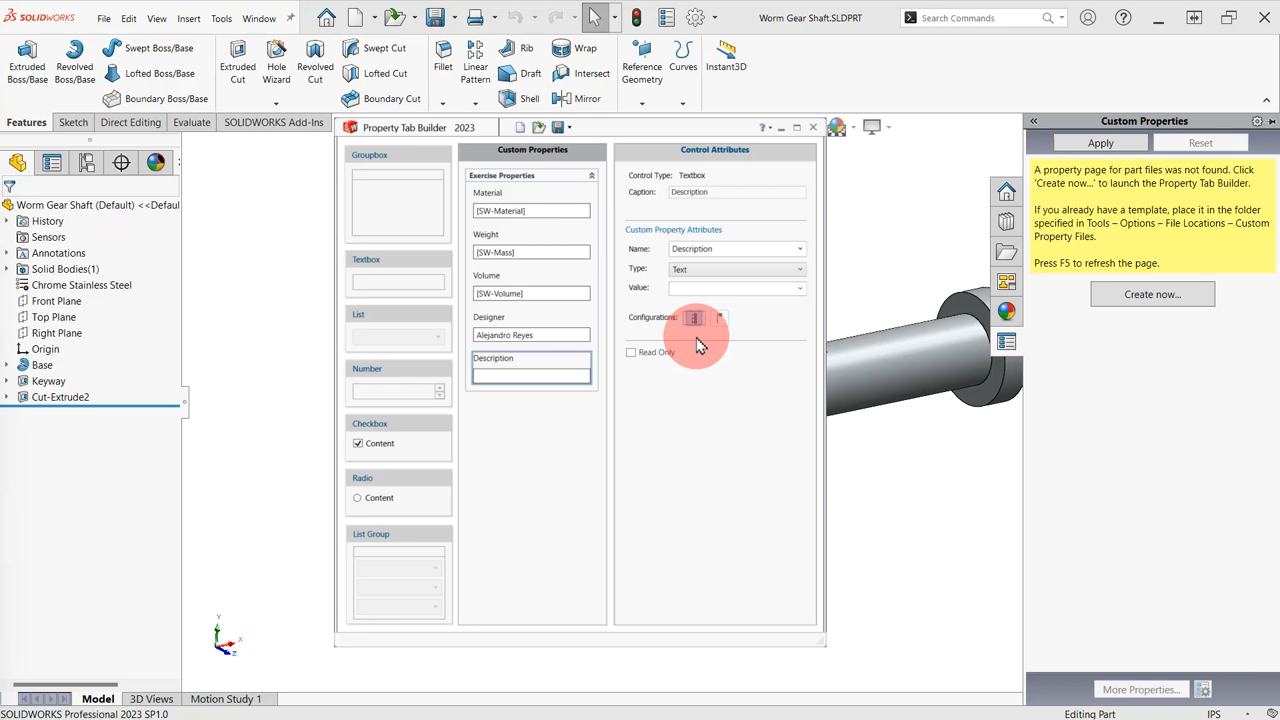 SOLIDWORKS File Edit View Insert Tools Window Worm Gear Shaft.SLDPRT Search Commands
Extruded Boss/Base Revolved Boss/Base Swept Boss/Base Lofted Boss/Base Boundary Boss/Base Extruded Cut Hole Wizard Revolved Cut Swept Cut Lofted Cut Boundary Cut Fillet Linear Pattern Rib Draft Shell Wrap Intersect Mirror Reference Geometry Curves Instant3D
Features Sketch Direct Editing Evaluate SOLIDWORKS Add-Ins
Worm Gear Shaft (Default) <<Defaul
History
Sensors
Annotations
Solid Bodies(1)
Chrome Stainless Steel
Front Plane
Top Plane
Right Plane
Origin
Base
Keyway
Cut-Extrude2
Property Tab Builder 2023
Groupbox
Textbox
List
Number
Checkbox
Content
Radio
Content
List Group
Custom Properties
Exercise Properties
Material
[SW-Material]
Weight
[SW-Mass]
Volume
[SW-Volume]
Designer
Alejandro Reyes
Description
Control Attributes
Control Type: Textbox
Caption: Description
Custom Property Attributes
Name: Description
Type: Text
Value:
Configurations:
Read Only
Custom Properties
Apply Reset
A property page for part files was not found. Click
'Create now...' to launch the Property Tab Builder.
If you already have a template, place it in the folder
specified in Tools – Options – File Locations – Custom
Property Files.
Press F5 to refresh the page.
Create now...
More Properties...
Y
X
Z
Model 3D Views Motion Study 1
SOLIDWORKS Professional 2023 SP1.0 Editing Part IPS